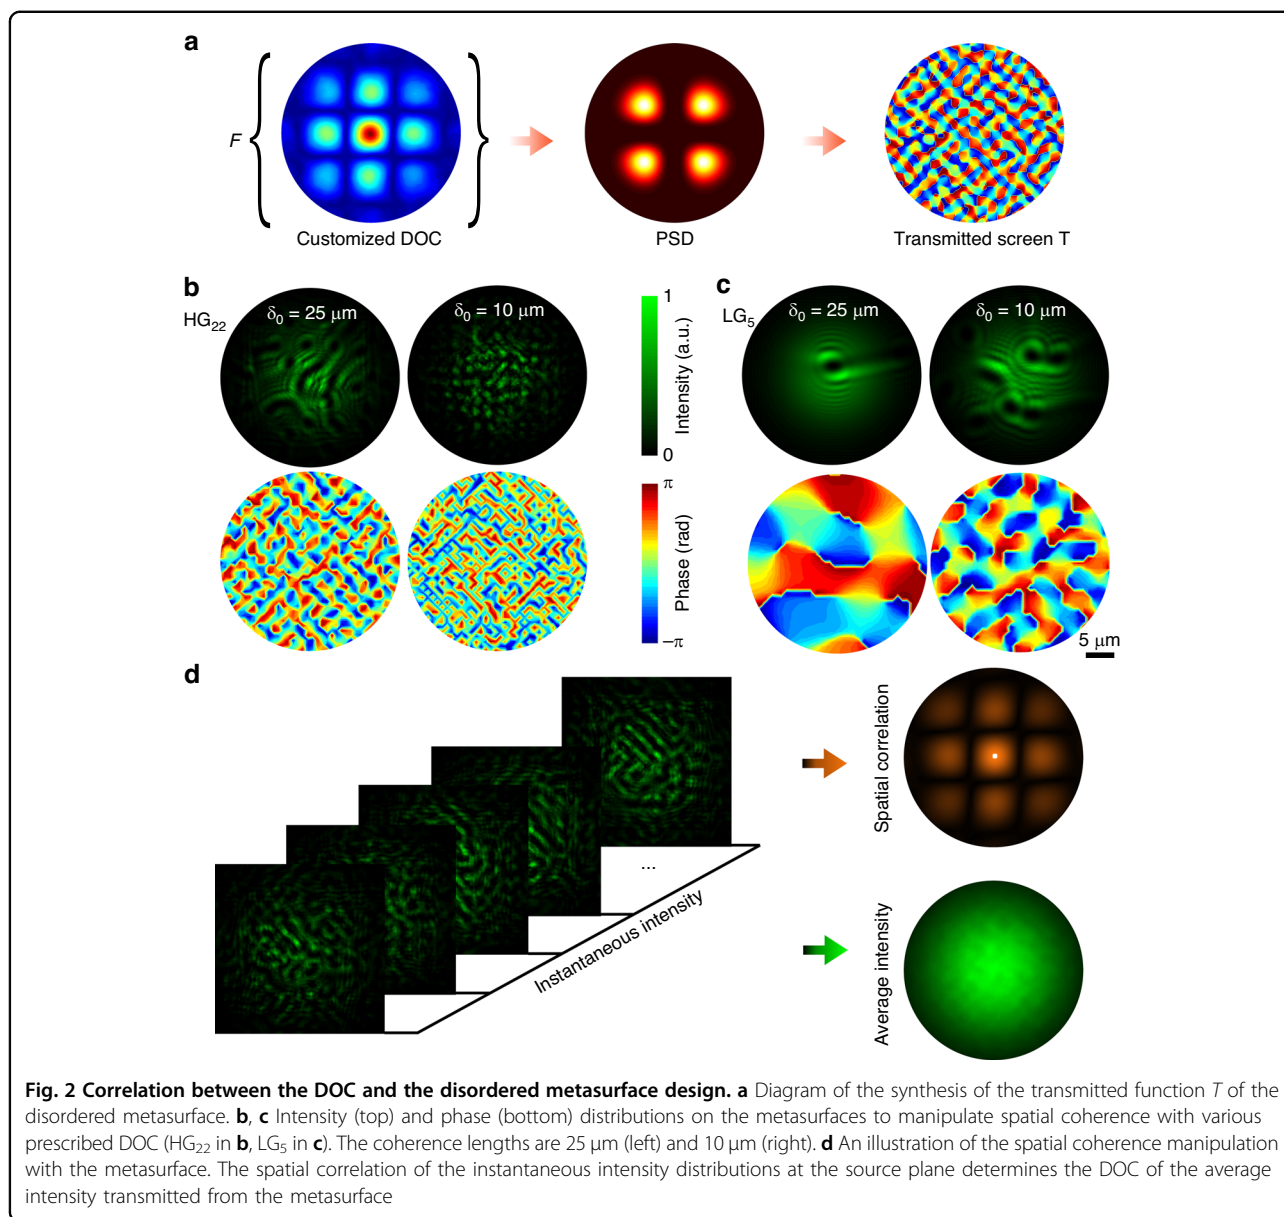 a
F
Customized DOC
PSD
Transmitted screen T
b
HG22
δ0 = 25 µm
δ0 = 10 µm
1
Intensity (a.u.)
0
π
Phase (rad)
−π
c
LG5
δ0 = 25 µm
δ0 = 10 µm
5 µm
d
...
Instantaneous intensity
Spatial correlation
Average intensity
Fig. 2 Correlation between the DOC and the disordered metasurface design. a Diagram of the synthesis of the transmitted function T of the
disordered metasurface. b, c Intensity (top) and phase (bottom) distributions on the metasurfaces to manipulate spatial coherence with various
prescribed DOC (HG22 in b, LG5 in c). The coherence lengths are 25 µm (left) and 10 µm (right). d An illustration of the spatial coherence manipulation
with the metasurface. The spatial correlation of the instantaneous intensity distributions at the source plane determines the DOC of the average
intensity transmitted from the metasurface